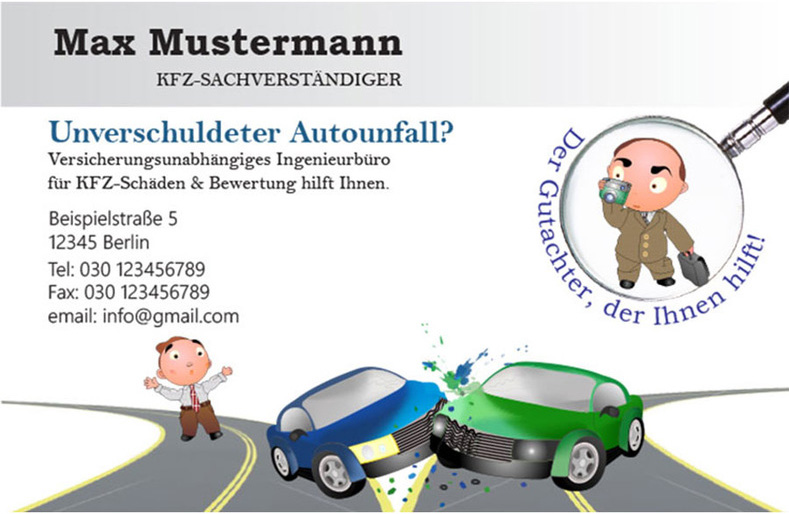 Max Mustermann
KFZ-SACHVERSTÄNDIGER
Unverschuldeter Autounfall?
Versicherungsunabhängiges Ingenieurbüro
für KFZ-Schäden & Bewertung hilft Ihnen.
Beispielstraße 5
12345 Berlin
Tel: 030 123456789
Fax: 030 123456789
email: info@gmail.com
Der Gutachter, der Ihnen hilft!